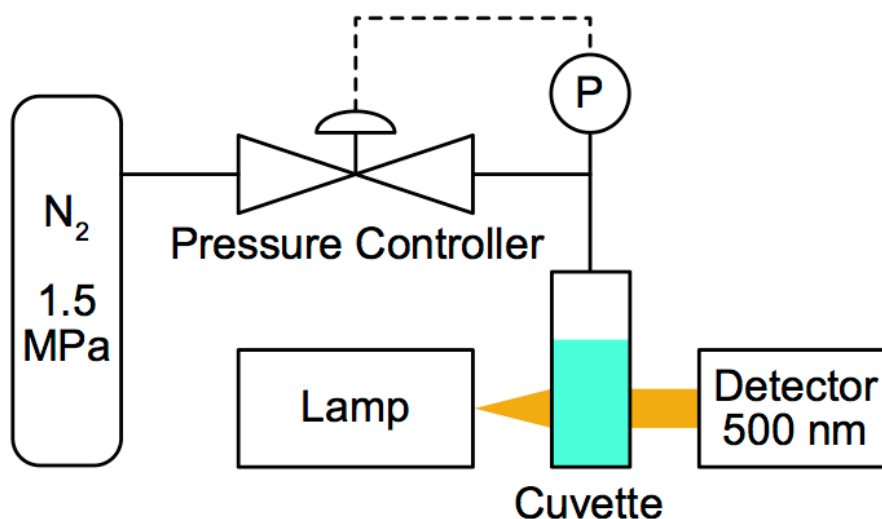 P
N₂
Pressure Controller
1.5
MPa
Lamp
Detector
500 nm
Cuvette